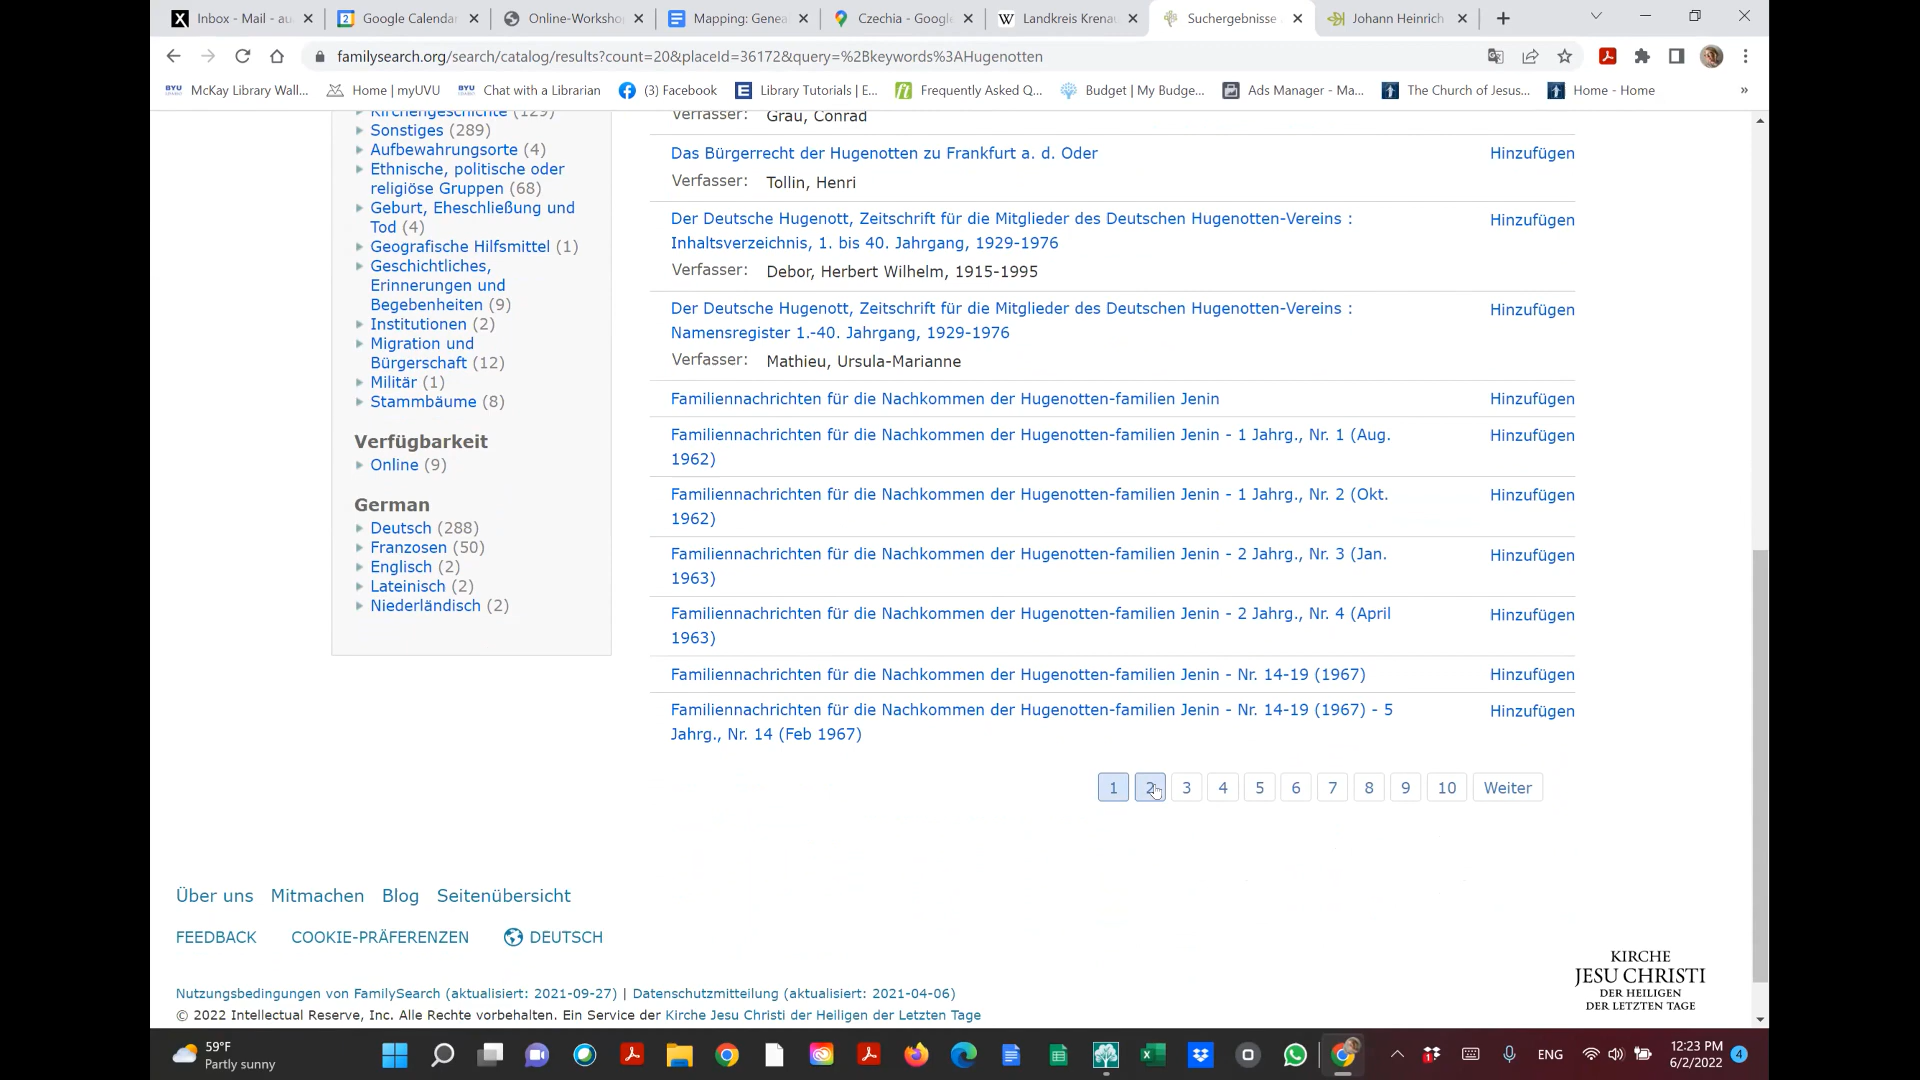 Inbox - Mail - au
Google Calenda
Online-Worksho
Mapping: Genea
Czechia - Google
Landkreis Krenau
Suchergebnisse
Johann Heinrich
familysearch.org/search/catalog/results?count=20&placeId=36172&query=%2Bkeywords%3AHugenotten
McKay Library Wall...
Home | myUVU
Chat with a Librarian
(3) Facebook
Library Tutorials | E...
Frequently Asked Q...
Budget | My Budge...
Ads Manager - Ma...
The Church of Jesus...
Home - Home
»
Kirchengeschichte (129)
Sonstiges (289)
Aufbewahrungsorte (4)
Ethnische, politische oder
religiöse Gruppen (68)
Geburt, Eheschließung und
Tod (4)
Geografische Hilfsmittel (1)
Geschichtliches,
Erinnerungen und
Begebenheiten (9)
Institutionen (2)
Migration und
Bürgerschaft (12)
Militär (1)
Stammbäume (8)
Verfügbarkeit
Online (9)
German
Deutsch (288)
Franzosen (50)
Englisch (2)
Lateinisch (2)
Niederländisch (2)
Verfasser: Grau, Conrad
Das Bürgerrecht der Hugenotten zu Frankfurt a. d. Oder Hinzufügen
Verfasser: Tollin, Henri
Der Deutsche Hugenott, Zeitschrift für die Mitglieder des Deutschen Hugenotten-Vereins : Hinzufügen
Inhaltsverzeichnis, 1. bis 40. Jahrgang, 1929-1976
Verfasser: Debor, Herbert Wilhelm, 1915-1995
Der Deutsche Hugenott, Zeitschrift für die Mitglieder des Deutschen Hugenotten-Vereins : Hinzufügen
Namensregister 1.-40. Jahrgang, 1929-1976
Verfasser: Mathieu, Ursula-Marianne
Familiennachrichten für die Nachkommen der Hugenotten-familien Jenin Hinzufügen
Familiennachrichten für die Nachkommen der Hugenotten-familien Jenin - 1 Jahrg., Nr. 1 (Aug. Hinzufügen
1962)
Familiennachrichten für die Nachkommen der Hugenotten-familien Jenin - 1 Jahrg., Nr. 2 (Okt. Hinzufügen
1962)
Familiennachrichten für die Nachkommen der Hugenotten-familien Jenin - 2 Jahrg., Nr. 3 (Jan. Hinzufügen
1963)
Familiennachrichten für die Nachkommen der Hugenotten-familien Jenin - 2 Jahrg., Nr. 4 (April Hinzufügen
1963)
Familiennachrichten für die Nachkommen der Hugenotten-familien Jenin - Nr. 14-19 (1967) Hinzufügen
Familiennachrichten für die Nachkommen der Hugenotten-familien Jenin - Nr. 14-19 (1967) - 5 Hinzufügen
Jahrg., Nr. 14 (Feb 1967)
1 2 3 4 5 6 7 8 9 10 Weiter
Über uns Mitmachen Blog Seitenübersicht
FEEDBACK COOKIE-PRÄFERENZEN DEUTSCH
KIRCHE
JESU CHRISTI
DER HEILIGEN
DER LETZTEN TAGE
Nutzungsbedingungen von FamilySearch (aktualisiert: 2021-09-27) | Datenschutzmitteilung (aktualisiert: 2021-04-06)
© 2022 Intellectual Reserve, Inc. Alle Rechte vorbehalten. Ein Service der Kirche Jesu Christi der Heiligen der Letzten Tage
59°F
Partly sunny
ENG
12:23 PM
6/2/2022
4